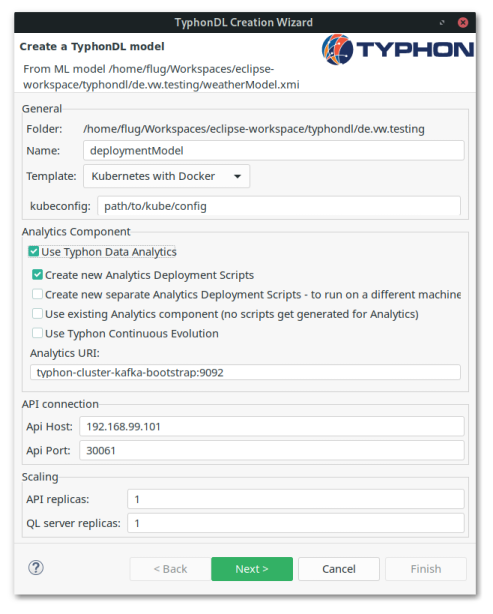 TyphonDL Creation Wizard
Create a TyphonDL model
TYPHON
From ML model /home/flug/Workspaces/eclipse-
workspace/typhondl/de.vw.testing/weatherModel.xmi
General
Folder: /home/flug/Workspaces/eclipse-workspace/typhondl/de.vw.testing
Name: deploymentModel
Template: Kubernetes with Docker
kubeconfig: path/to/kube/config
Analytics Component
Use Typhon Data Analytics
Create new Analytics Deployment Scripts
Create new separate Analytics Deployment Scripts - to run on a different machine
Use existing Analytics component (no scripts get generated for Analytics)
Use Typhon Continuous Evolution
Analytics URI:
typhon-cluster-kafka-bootstrap:9092
API connection
Api Host: 192.168.99.101
Api Port: 30061
Scaling
API replicas: 1
QL server replicas: 1
? < Back Next > Cancel Finish